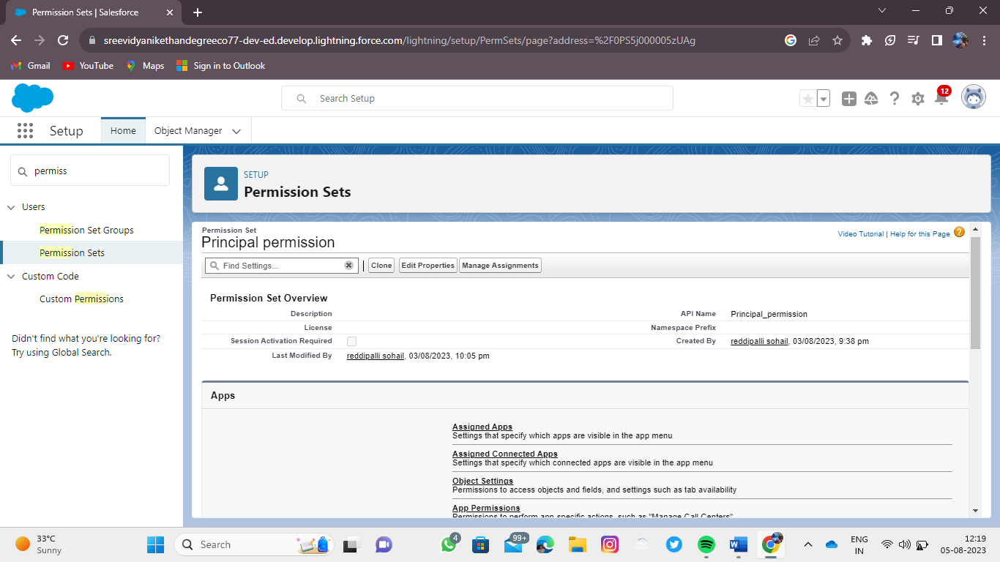 Permission Sets | Salesforce
sreevidyanikethandegreeco77-dev-ed.develop.lightning.force.com/lightning/setup/PermSets/page?address=%2F0PS5j000005zUAg
Gmail YouTube Maps Sign in to Outlook
Search Setup
12
Setup Home Object Manager
permiss
Users
Permission Set Groups
Permission Sets
Custom Code
Custom Permissions
Didn't find what you're looking for?
Try using Global Search.
SETUP
Permission Sets
Permission Set
Principal permission
Video Tutorial | Help for this Page ?
Find Settings...
Clone Edit Properties Manage Assignments
Permission Set Overview
Description API Name Principal_permission
License Namespace Prefix
Session Activation Required Created By reddipalli sohail, 03/08/2023, 9:38 pm
Last Modified By reddipalli sohail, 03/08/2023, 10:05 pm
Apps
Assigned Apps
Settings that specify which apps are visible in the app menu
Assigned Connected Apps
Settings that specify which connected apps are visible in the app menu
Object Settings
Permissions to access objects and fields, and settings such as tab availability
App Permissions
Permissions to perform app-specific actions, such as "Manage Call Centers"
33°C
Sunny
Search
4
99+
ENG
IN
12:19
05-08-2023